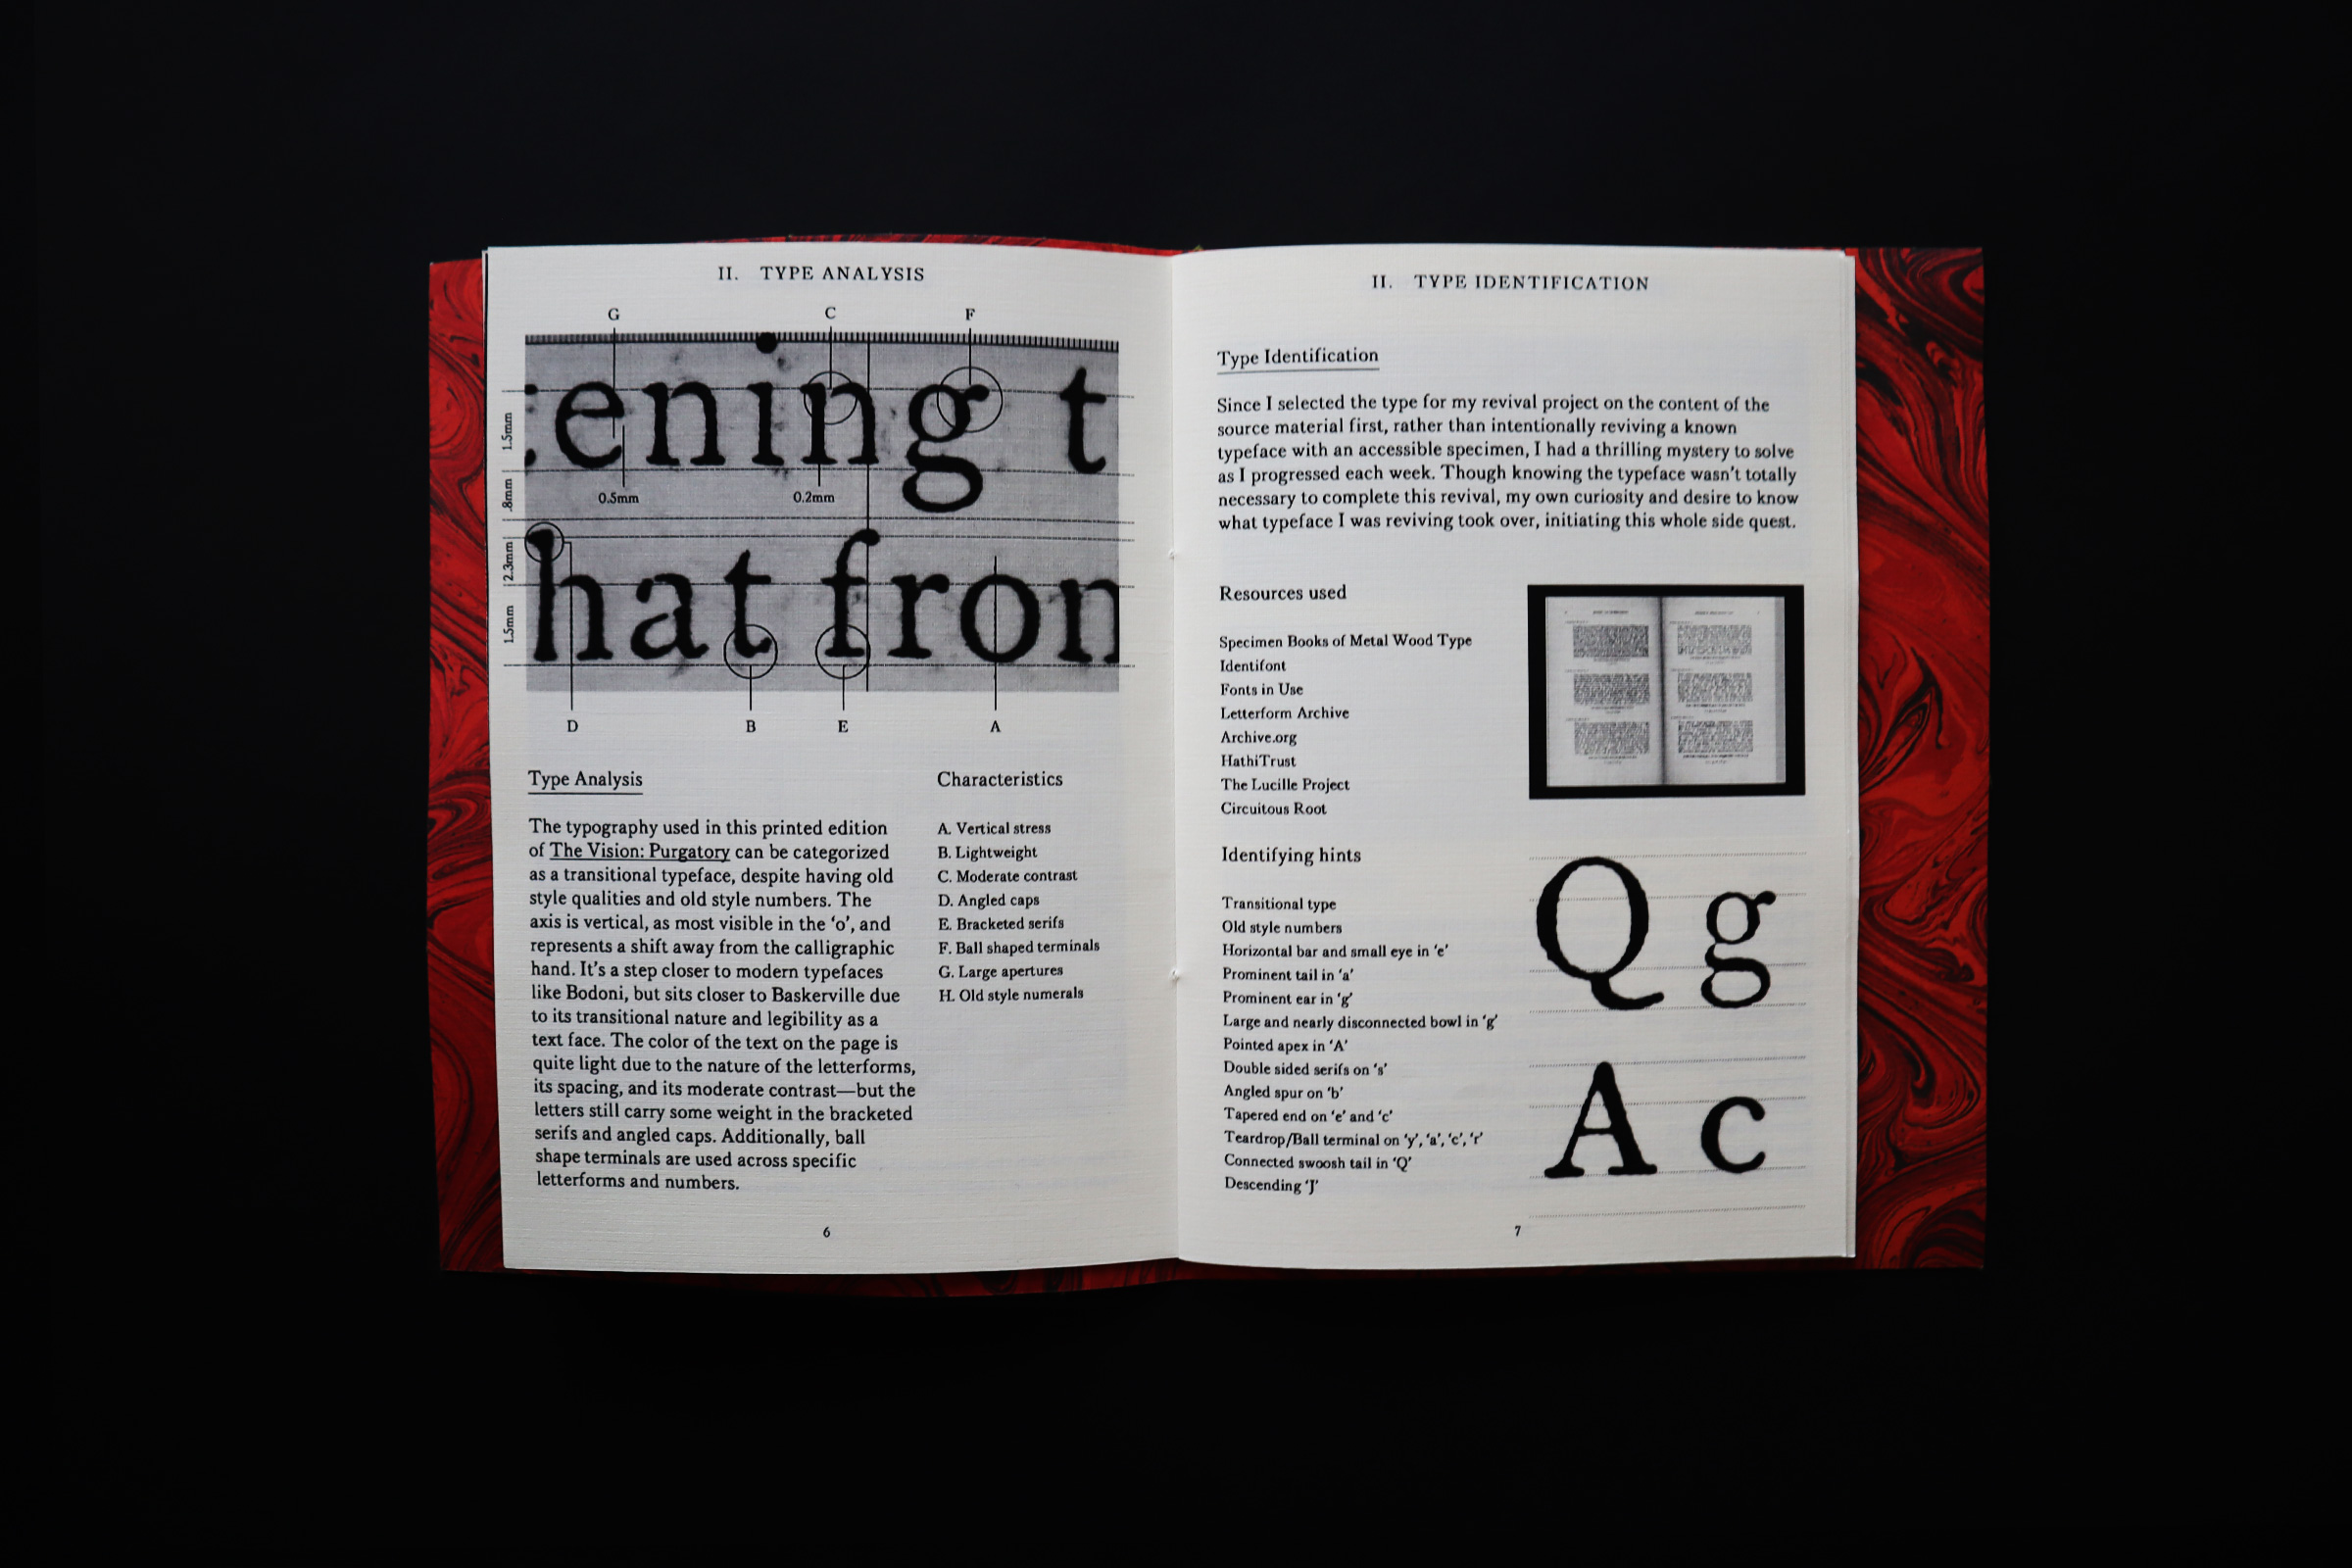 II. TYPE ANALYSIS
G C F
1.5mm
.8mm
2.3mm
1.5mm
ening t
0.5mm 0.2mm
hat from
D B E A
Type Analysis
The typography used in this printed edition
of The Vision: Purgatory can be categorized
as a transitional typeface, despite having old
style qualities and old style numbers. The
axis is vertical, as most visible in the ‘o’, and
represents a shift away from the calligraphic
hand. It’s a step closer to modern typefaces
like Bodoni, but sits closer to Baskerville due
to its transitional nature and legibility as a
text face. The color of the text on the page is
quite light due to the nature of the letterforms,
its spacing, and its moderate contrast—but the
letters still carry some weight in the bracketed
serifs and angled caps. Additionally, ball
shape terminals are used across specific
letterforms and numbers.
Characteristics
A. Vertical stress
B. Lightweight
C. Moderate contrast
D. Angled caps
E. Bracketed serifs
F. Ball shaped terminals
G. Large apertures
H. Old style numerals
6
II. TYPE IDENTIFICATION
Type Identification
Since I selected the type for my revival project on the content of the
source material first, rather than intentionally reviving a known
typeface with an accessible specimen, I had a thrilling mystery to solve
as I progressed each week. Though knowing the typeface wasn’t totally
necessary to complete this revival, my own curiosity and desire to know
what typeface I was reviving took over, initiating this whole side quest.
Resources used
Specimen Books of Metal Wood Type
Identifont
Fonts in Use
Letterform Archive
Archive.org
HathiTrust
The Lucille Project
Circuitous Root
Identifying hints
Transitional type
Old style numbers
Horizontal bar and small eye in ‘e’
Prominent tail in ‘a’
Prominent ear in ‘g’
Large and nearly disconnected bowl in ‘g’
Pointed apex in ‘A’
Double sided serifs on ‘s’
Angled spur on ‘b’
Tapered end on ‘e’ and ‘c’
Teardrop/Ball terminal on ‘y’, ‘a’, ‘c’, ‘r’
Connected swoosh tail in ‘Q’
Descending ‘J’
Q g
A c
7